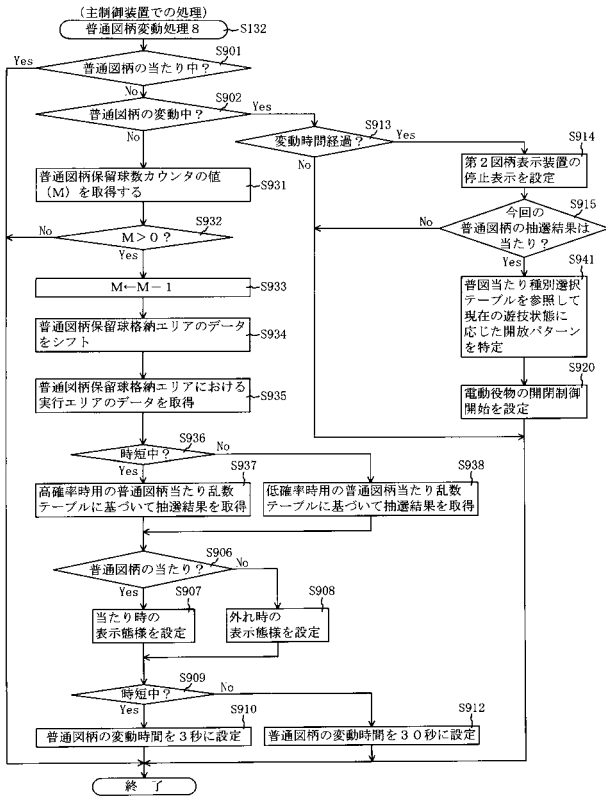 (主制御装置での処理)
普通図柄変動処理8
S132
S901
Yes
普通図柄の当たり中?
No
S902
普通図柄の変動中?
Yes
No
S913
変動時間経過?
Yes
No
S914
第2図柄表示装置の
停止表示を設定
S915
今回の
普通図柄の抽選結果は
当たり?
No
Yes
S941
普図当たり種別選択
テーブルを参照して
現在の遊技状態に
応じた開放パターン
を特定
S920
電動役物の開閉制御
開始を設定
普通図柄保留球数カウンタの値
(M)を取得する
S931
S932
No
M>0?
Yes
M←M-1
S933
普通図柄保留球格納エリアのデータ
をシフト
S934
普通図柄保留球格納エリアにおける
実行エリアのデータを取得
S935
S936
時短中?
No
Yes
S937
高確率時用の普通図柄当たり乱数
テーブルに基づいて抽選結果を取得
S938
低確率時用の普通図柄当たり乱数
テーブルに基づいて抽選結果を取得
S906
普通図柄の当たり?
No
Yes
S907
当たり時の
表示態様を設定
S908
外れ時の
表示態様を設定
S909
時短中?
No
Yes
S910
普通図柄の変動時間を3秒に設定
S912
普通図柄の変動時間を30秒に設定
終 了